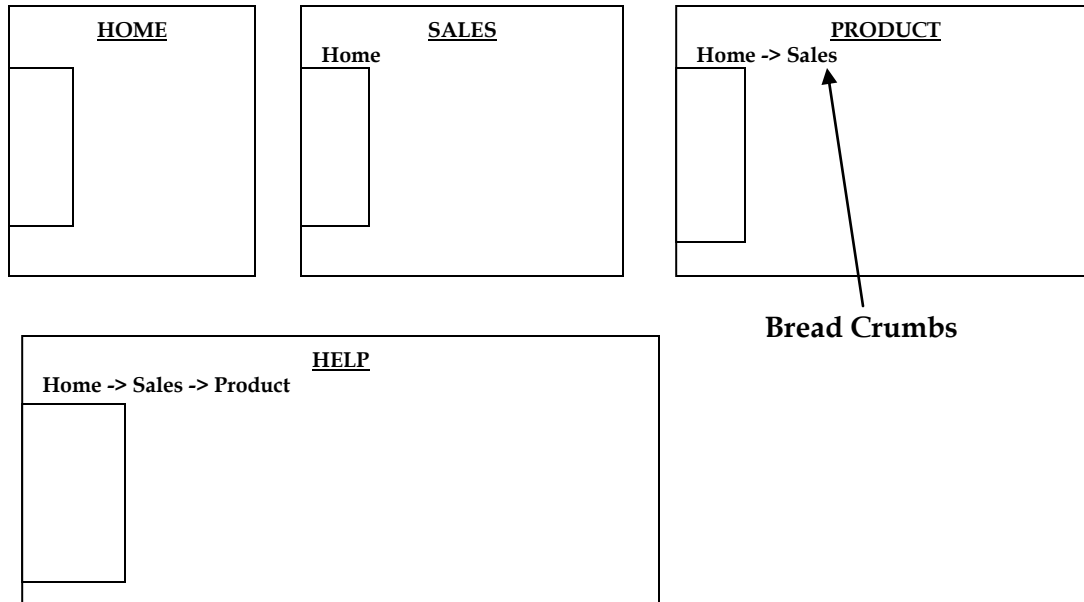 HOME
Home
SALES
Home -> Sales
PRODUCT
Bread Crumbs
HELP
Home -> Sales -> Product